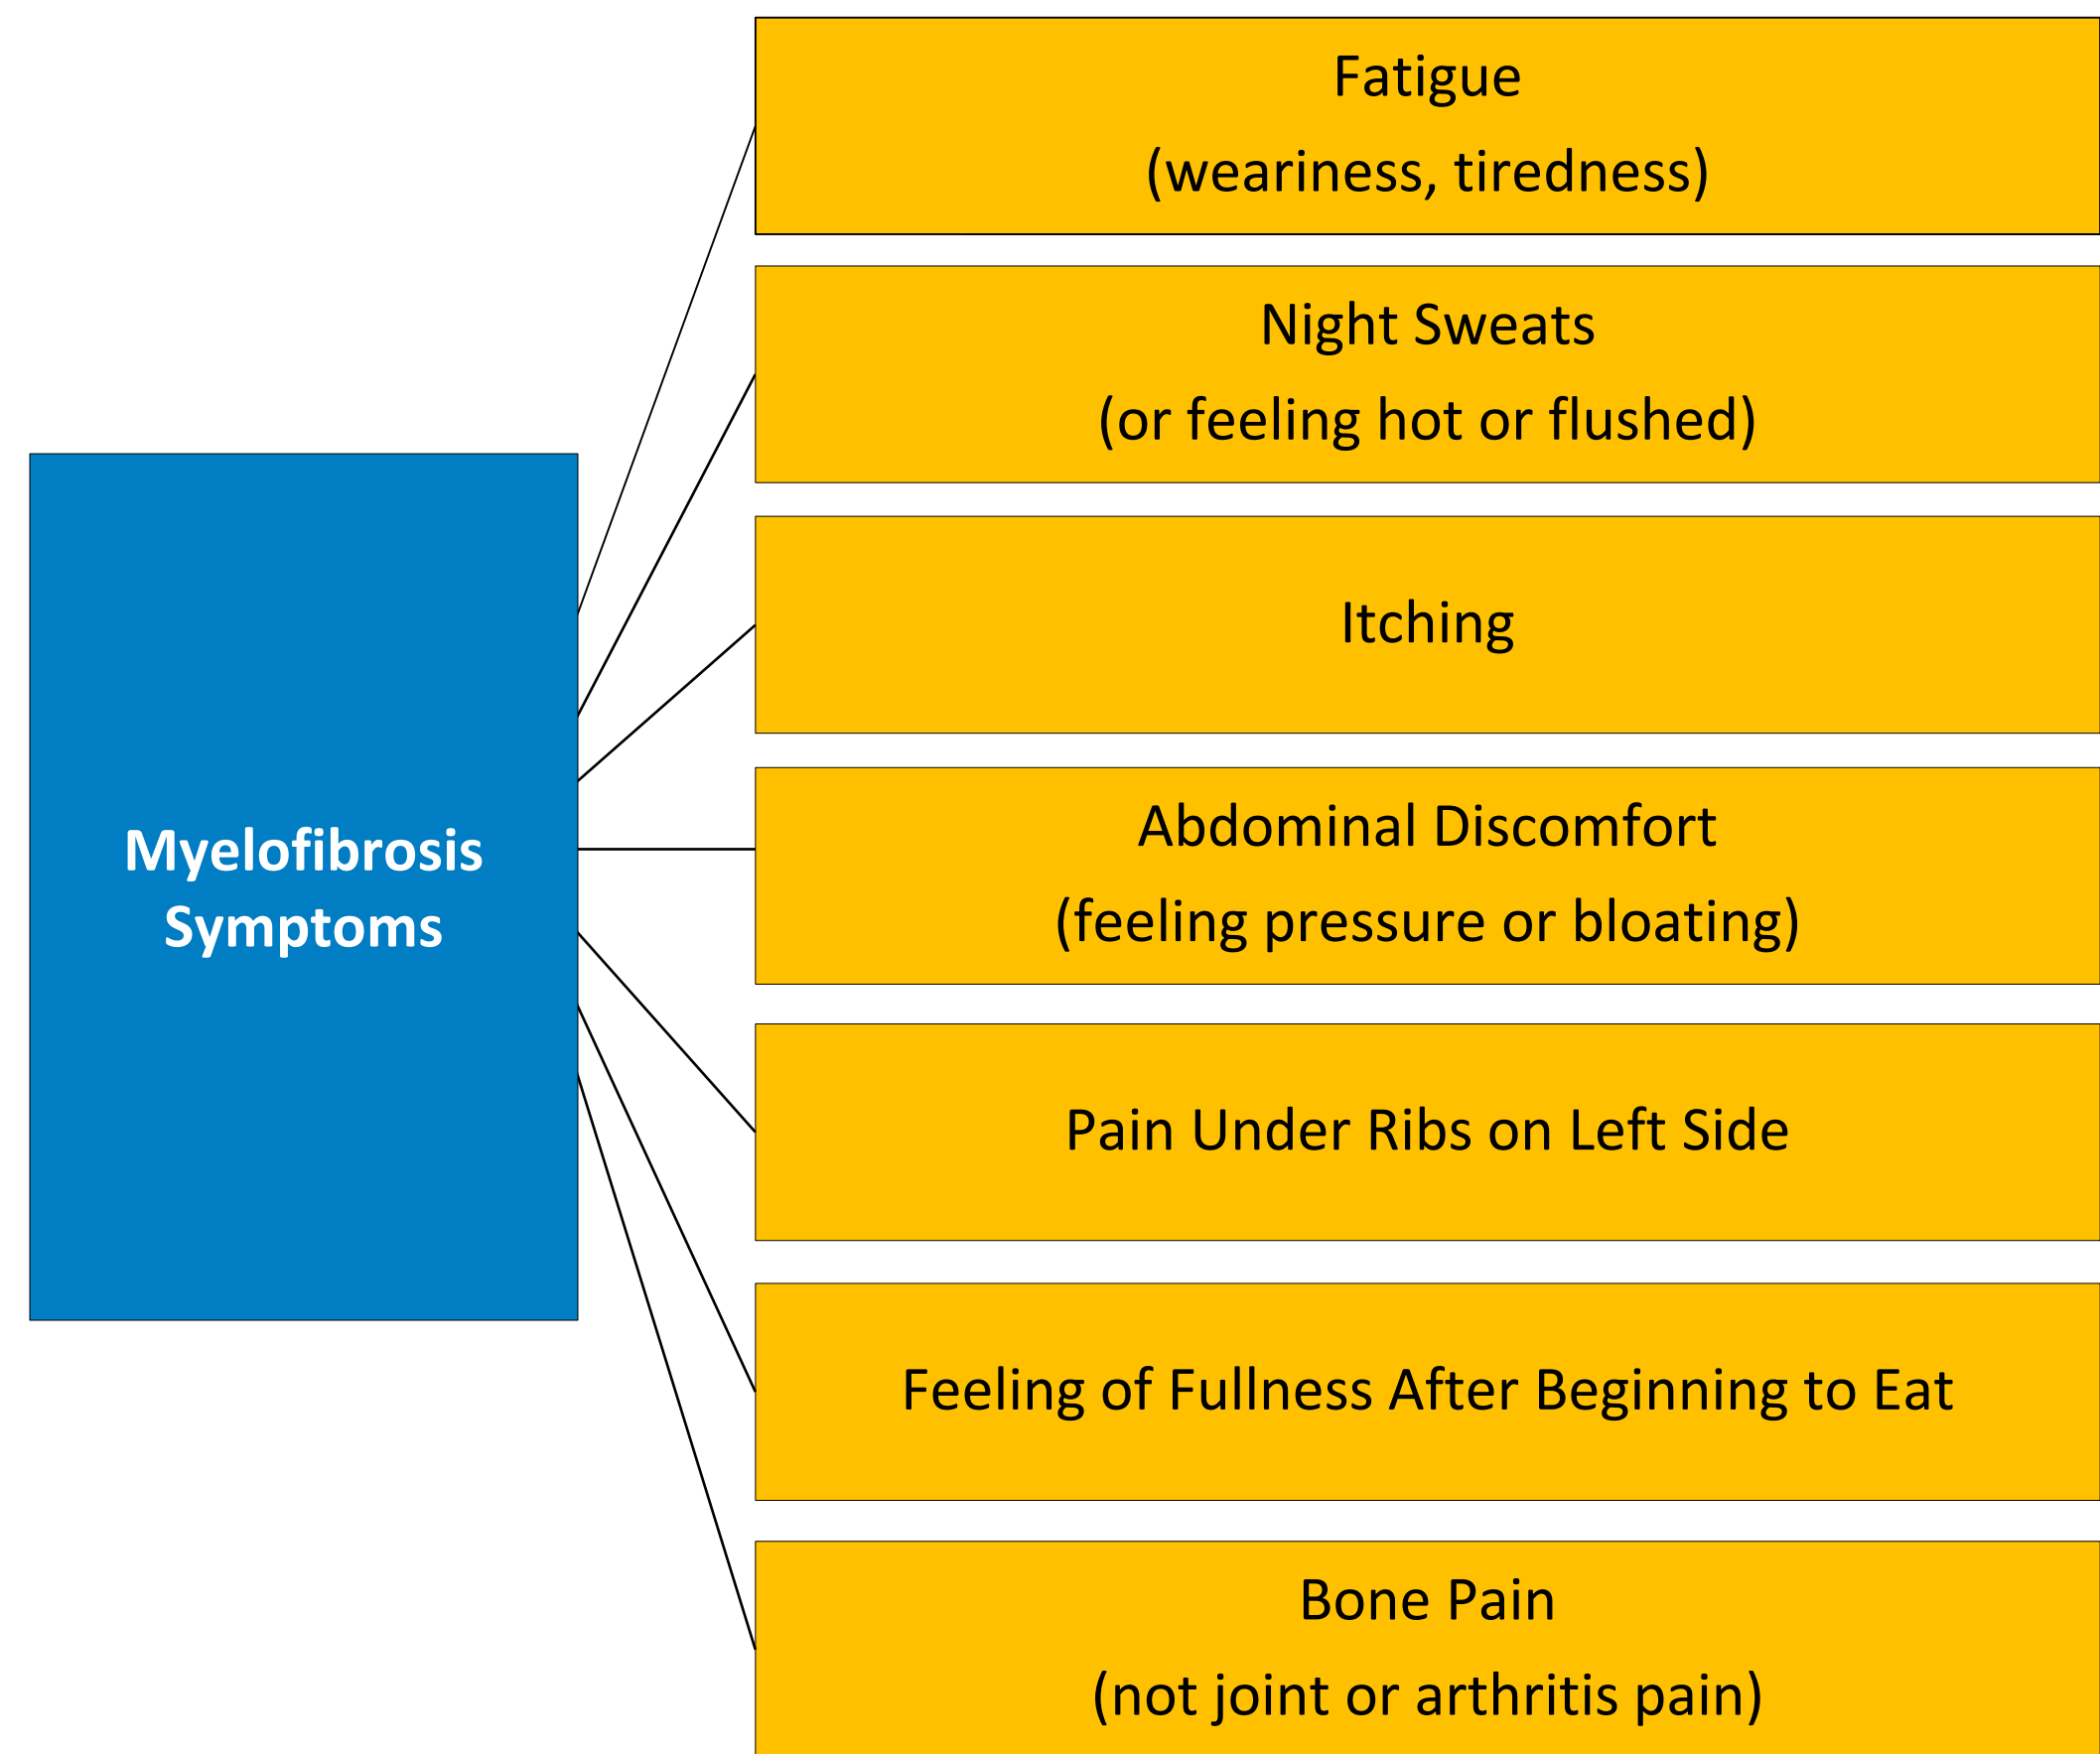 Fatigue
(weariness, tiredness)
Night Sweats
(or feeling hot or flushed)
Itching
Myelofibrosis
Symptoms
Abdominal Discomfort
(feeling pressure or bloating)
Pain Under Ribs on Left Side
Feeling of Fullness After Beginning to Eat
Bone Pain
(not joint or arthritis pain)